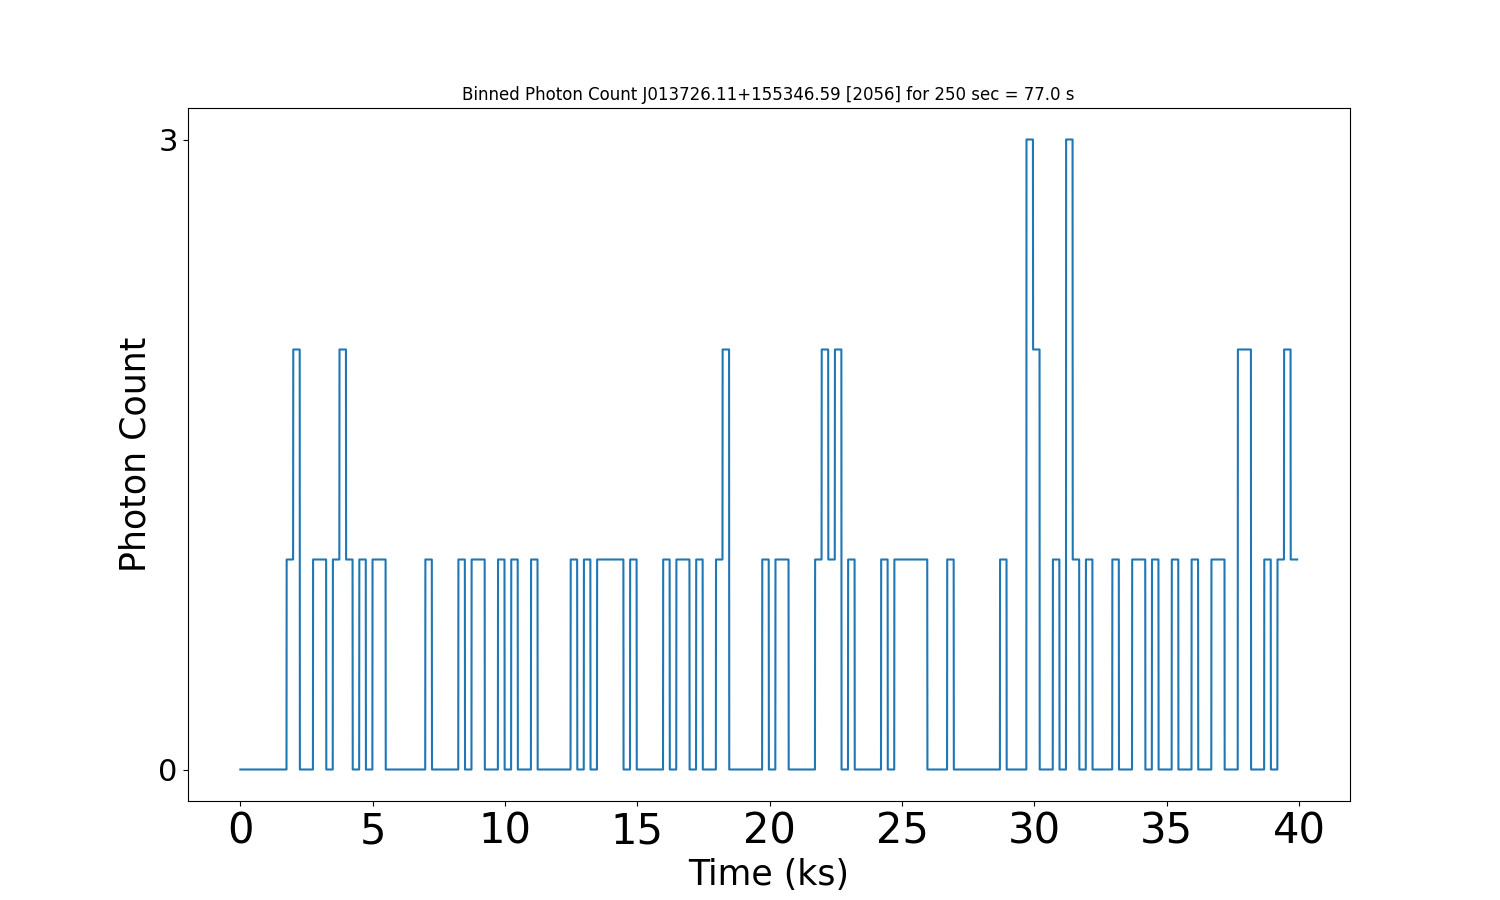 Binned Photon Count J013726.11+155346.59 [2056] for 250 sec = 77.0 s
3
Photon Count
0
0 5 10 15 20 25 30 35 40
Time (ks)